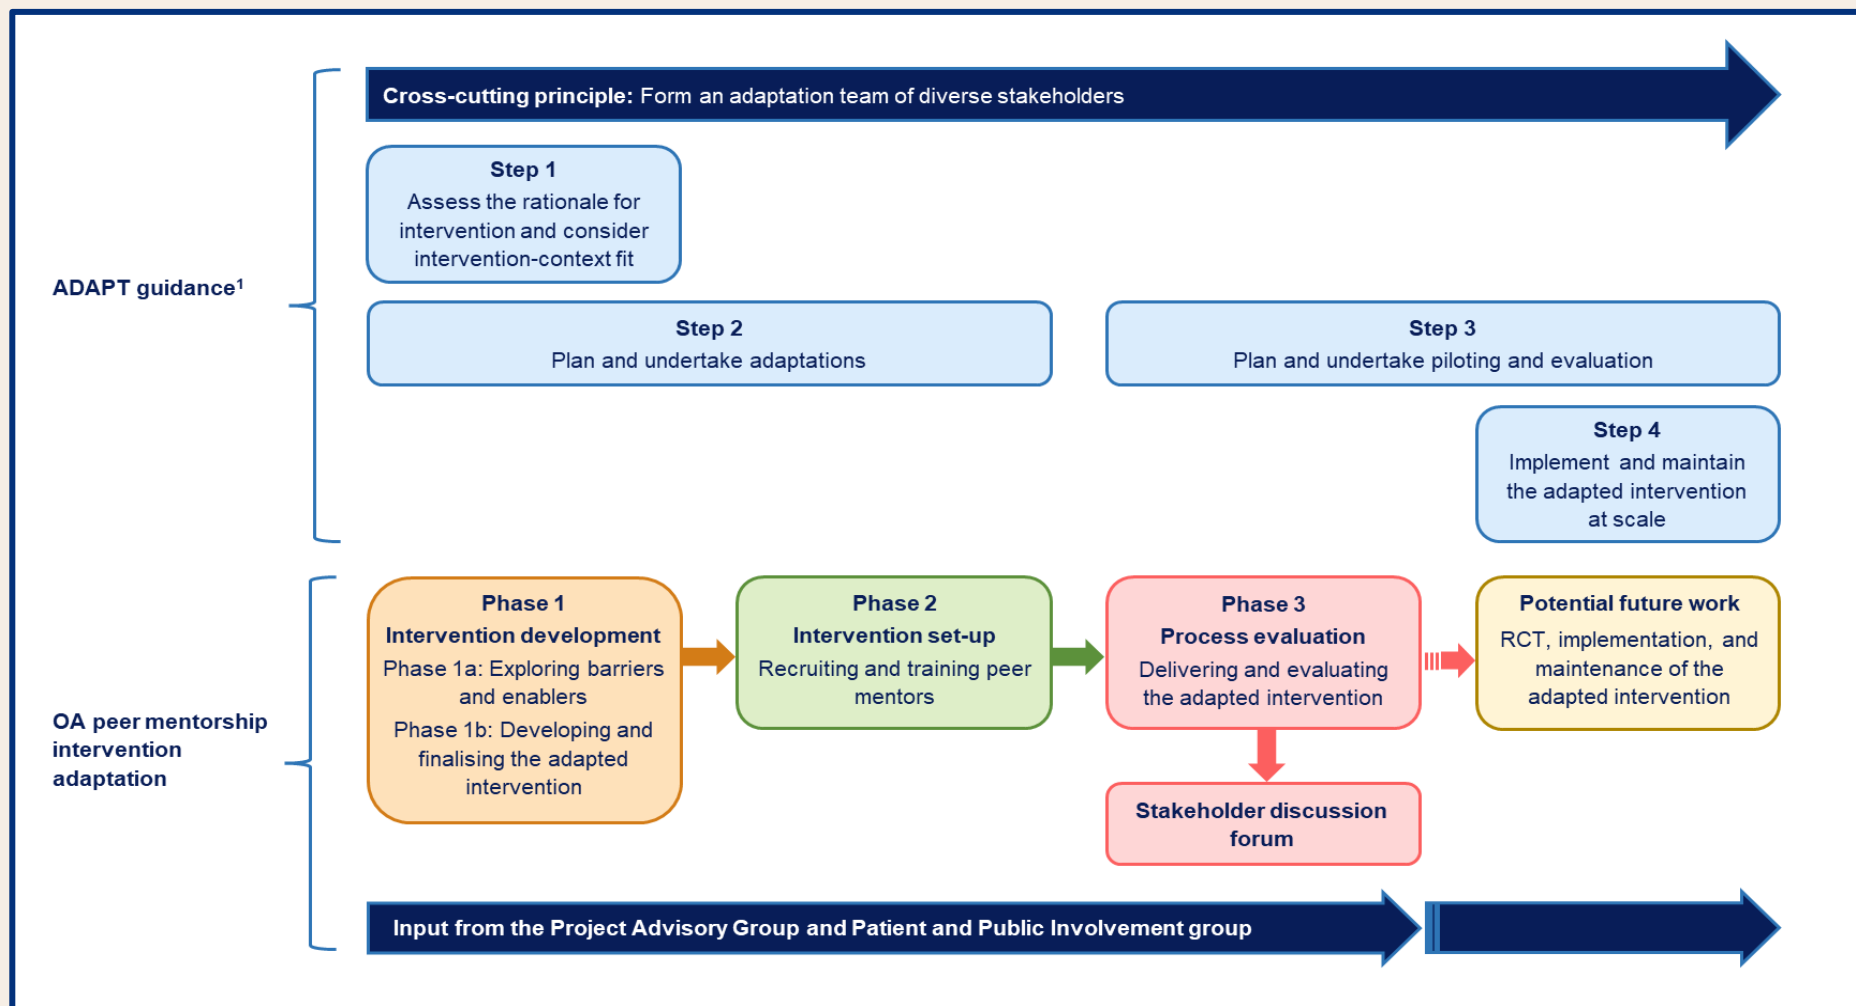 Cross-cutting principle: Form an adaptation team of diverse stakeholders
Step 1
Assess the rationale for
intervention and consider
intervention-context fit
ADAPT guidance¹
Step 2
Plan and undertake adaptations
Step 3
Plan and undertake piloting and evaluation
Step 4
Implement and maintain
the adapted intervention
at scale
OA peer mentorship
intervention
adaptation
Phase 1
Intervention development
Phase 1a: Exploring barriers
and enablers
Phase 1b: Developing and
finalising the adapted
intervention
Phase 2
Intervention set-up
Recruiting and training peer
mentors
Phase 3
Process evaluation
Delivering and evaluating
the adapted intervention
Potential future work
RCT, implementation, and
maintenance of the
adapted intervention
Stakeholder discussion
forum
Input from the Project Advisory Group and Patient and Public Involvement group